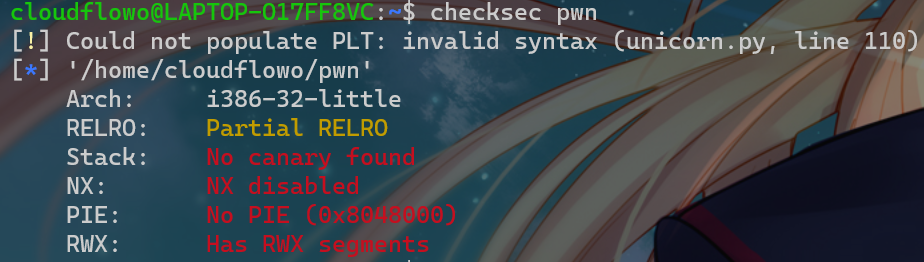 cloudflowo@LAPTOP-O17FF8VC:~$ checksec pwn
[!] Could not populate PLT: invalid syntax (unicorn.py, line 110)
[*] '/home/cloudflowo/pwn'
Arch: i386-32-little
RELRO: Partial RELRO
Stack: No canary found
NX: NX disabled
PIE: No PIE (0x8048000)
RWX: Has RWX segments